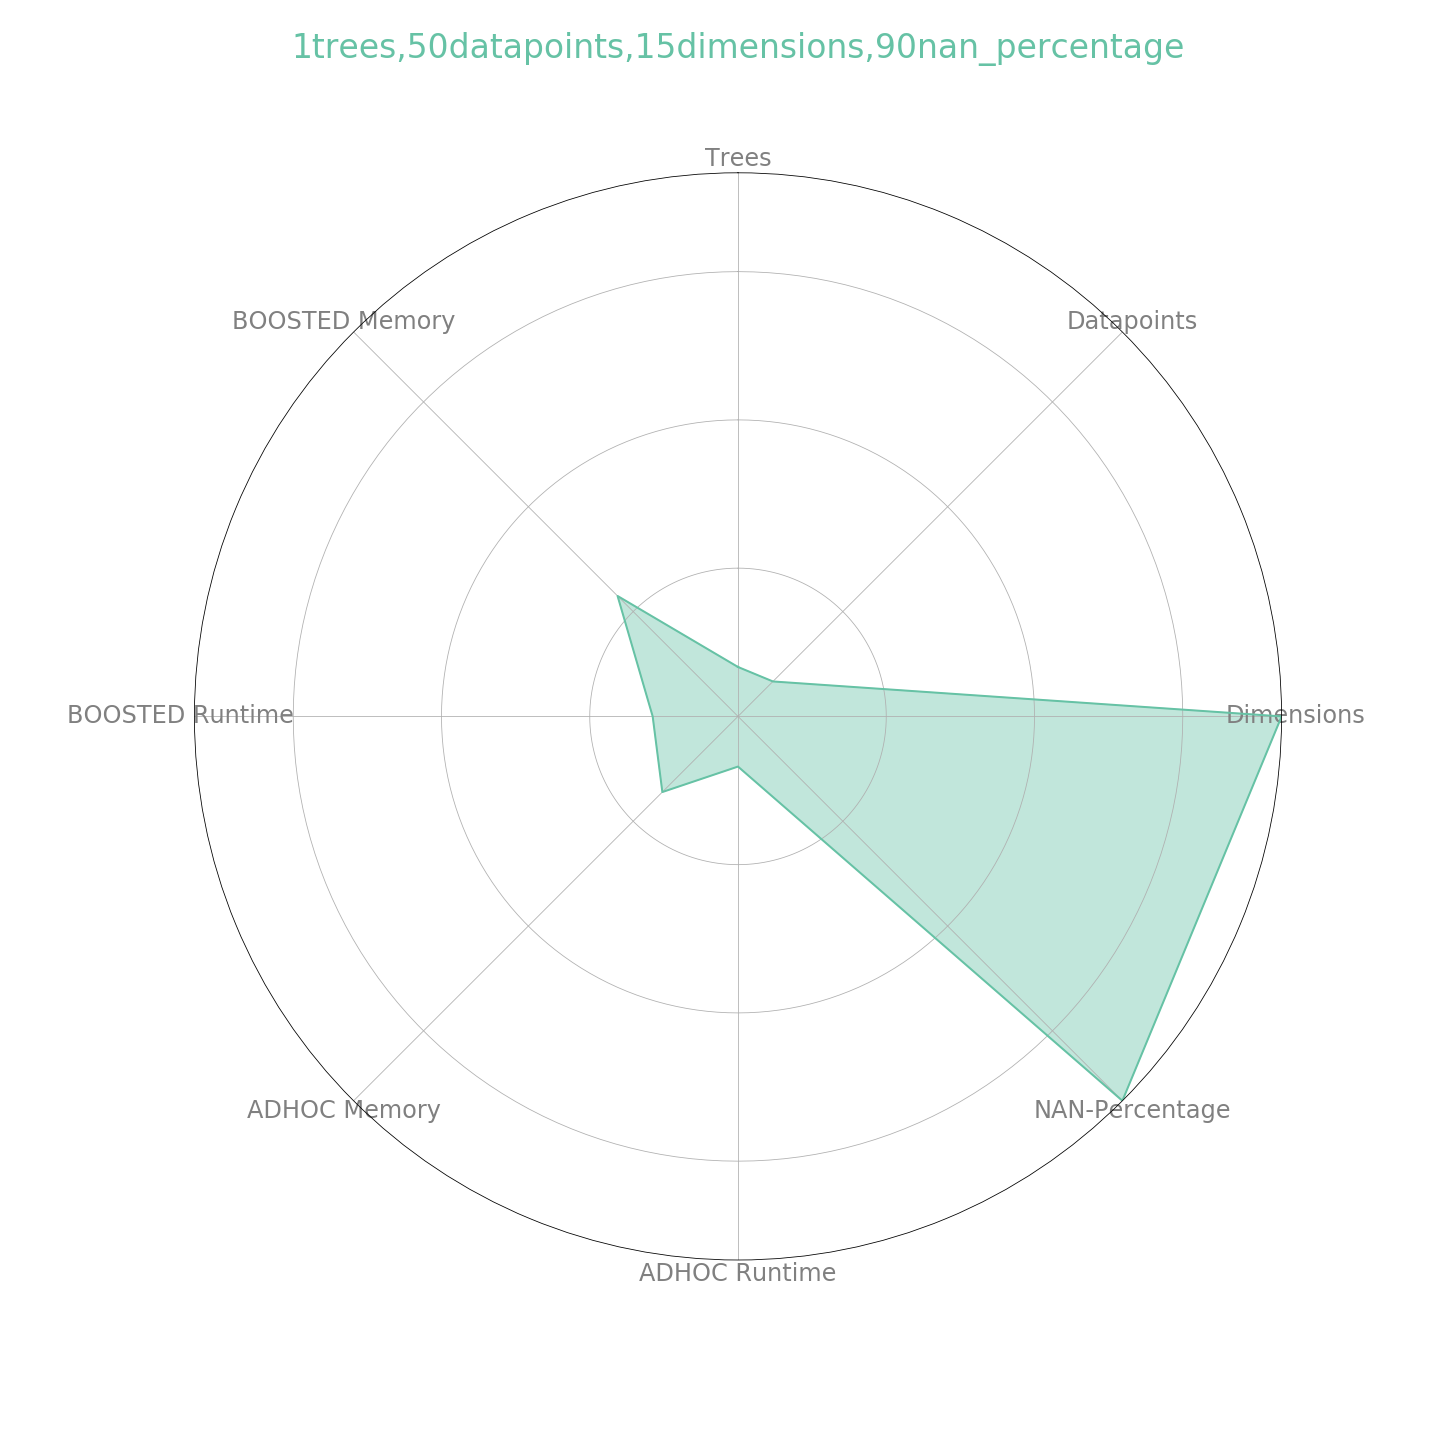 1trees,50datapoints,15dimensions,90nan_percentage
Trees
BOOSTED Memory
Datapoints
BOOSTED Runtime
Dimensions
ADHOC Memory
NAN-Percentage
ADHOC Runtime